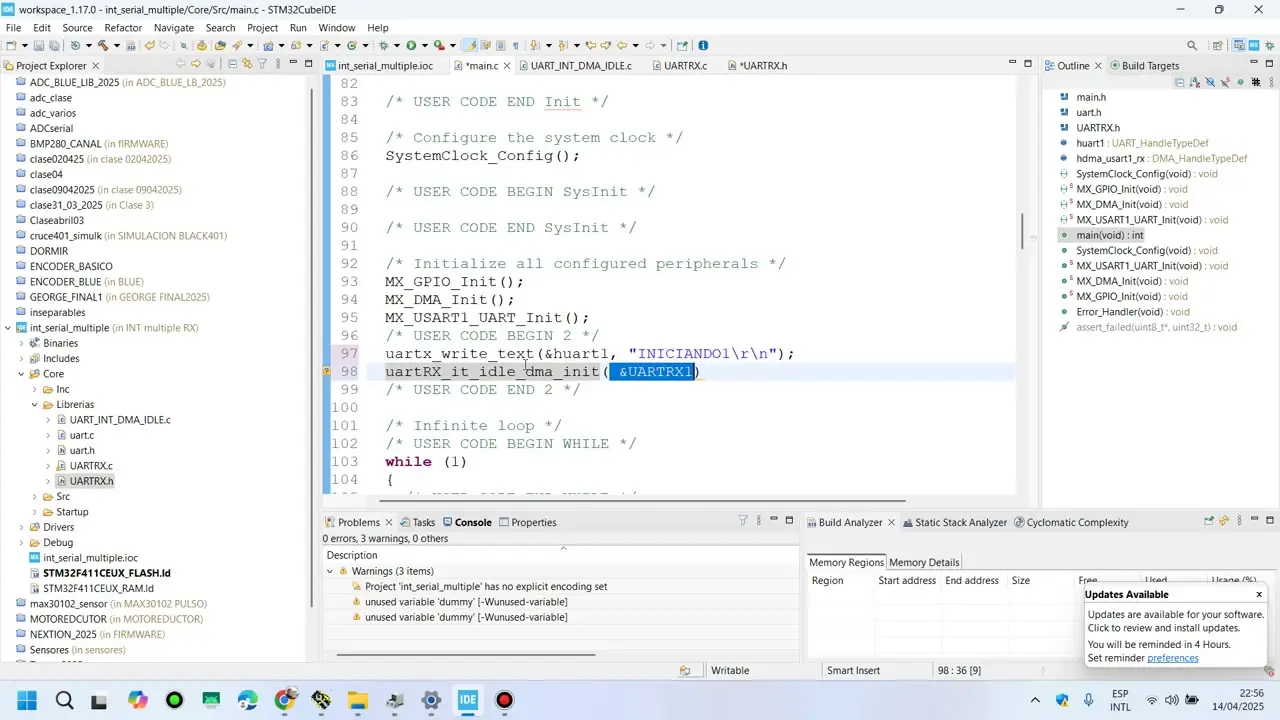 workspace_1.17.0 - int_serial_multiple/Core/Src/main.c - STM32CubeIDE
File Edit Source Refactor Navigate Search Project Run Window Help
Project Explorer
ADC_BLUE_LIB_2025 (in ADC_BLUE_2025)
adc_clase
adc_varios
ADCserial
BMP280_CANAL (in fIRMWARE)
clase020425 (in clase 02042025)
clase04
clase09042025 (in clase 09042025)
clase31_03_2025 (in Clase 3)
Claseabril03
cruce401_simulk (in SIMULACION BLACK401)
DORMIR
ENCODER_BASICO
ENCODER_BLUE (in BLUE)
GEORGE_FINAL1 (in GEORGE FINAL2025)
inseparables
int_serial_multiple (in INT multiple RX)
Binaries
Includes
Core
Inc
Librerias
UART_INT_DMA_IDLE.c
uart.c
uart.h
UARTRX.c
UARTRX.h
Src
Startup
Drivers
Debug
int_serial_multiple.ioc
STM32F411CEUX_FLASH.ld
STM32F411CEUX_RAM.ld
max30102_sensor (in MAX30102 PULSO)
MOTOREDCUTOR (in MOTOREDUCTOR)
NEXTION_2025 (in FIRMWARE)
Sensores (in sensores)
int_serial_multiple.ioc *main.c UART_INT_DMA_IDLE.c UARTRX.c *UARTRX.h
82
83 /* USER CODE END Init */
84
85 /* Configure the system clock */
86 SystemClock_Config();
87
88 /* USER CODE BEGIN SysInit */
89
90 /* USER CODE END SysInit */
91
92 /* Initialize all configured peripherals */
93 MX_GPIO_Init();
94 MX_DMA_Init();
95 MX_USART1_UART_Init();
96 /* USER CODE BEGIN 2 */
97 uartx_write_text(&huart1, "INICIANDO1\r\n");
98 uartRX_it_idle_dma_init( &UARTRX1)
99 /* USER CODE END 2 */
100
101 /* Infinite loop */
102 /* USER CODE BEGIN WHILE */
103 while (1)
104 {
Outline Build Targets
main.h
uart.h
UARTRX.h
huart1 : UART_HandleTypeDef
hdma_usart1_rx : DMA_HandleTypeDef
SystemClock_Config(void) : void
MX_GPIO_Init(void) : void
MX_DMA_Init(void) : void
MX_USART1_UART_Init(void) : void
main(void) : int
SystemClock_Config(void) : void
MX_USART1_UART_Init(void) : void
MX_DMA_Init(void) : void
MX_GPIO_Init(void) : void
Error_Handler(void) : void
assert_failed(uint8_t*, uint32_t) : void
Problems Tasks Console Properties
0 errors, 3 warnings, 0 others
Description
Warnings (3 items)
Project 'int_serial_multiple' has no explicit encoding set
unused variable 'dummy' [-Wunused-variable]
unused variable 'dummy' [-Wunused-variable]
Build Analyzer Static Stack Analyzer Cyclomatic Complexity
Memory Regions Memory Details
Region Start address End address Size Free Used Usage (%)
Updates Available
Updates are available for your software.
Click to review and install updates.
You will be reminded in 4 Hours.
Set reminder preferences
Writable Smart Insert 98 : 36 [9]
IDE
ESP
INTL
22:56
14/04/2025